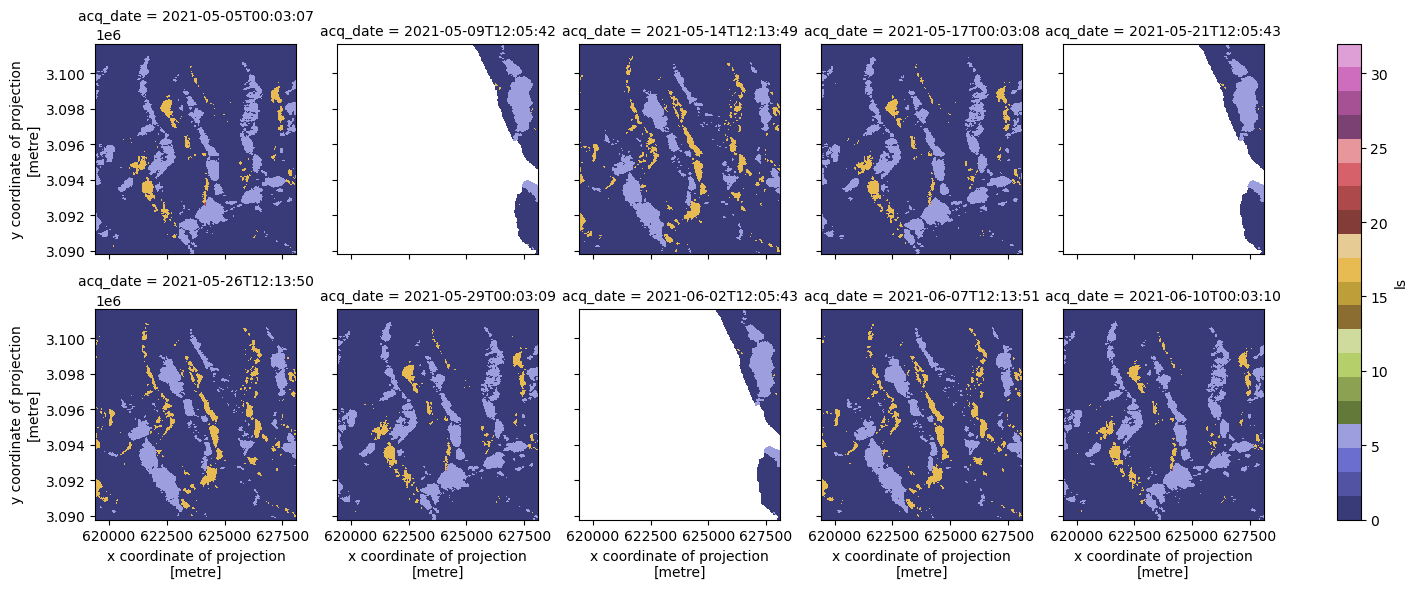 acq_date = 2021-05-05T00:03:07
acq_date = 2021-05-09T12:05:42
acq_date = 2021-05-14T12:13:49
acq_date = 2021-05-17T00:03:08
acq_date = 2021-05-21T12:05:43
1e6
3.100
3.098
3.096
3.094
3.092
3.090
y coordinate of projection
[metre]
acq_date = 2021-05-26T12:13:50
acq_date = 2021-05-29T00:03:09
acq_date = 2021-06-02T12:05:43
acq_date = 2021-06-07T12:13:51
acq_date = 2021-06-10T00:03:10
1e6
3.100
3.098
3.096
3.094
3.092
3.090
y coordinate of projection
[metre]
620000 622500 625000 627500
x coordinate of projection
[metre]
620000 622500 625000 627500
x coordinate of projection
[metre]
620000 622500 625000 627500
x coordinate of projection
[metre]
620000 622500 625000 627500
x coordinate of projection
[metre]
620000 622500 625000 627500
x coordinate of projection
[metre]
30
25
20
15
10
5
0
ls